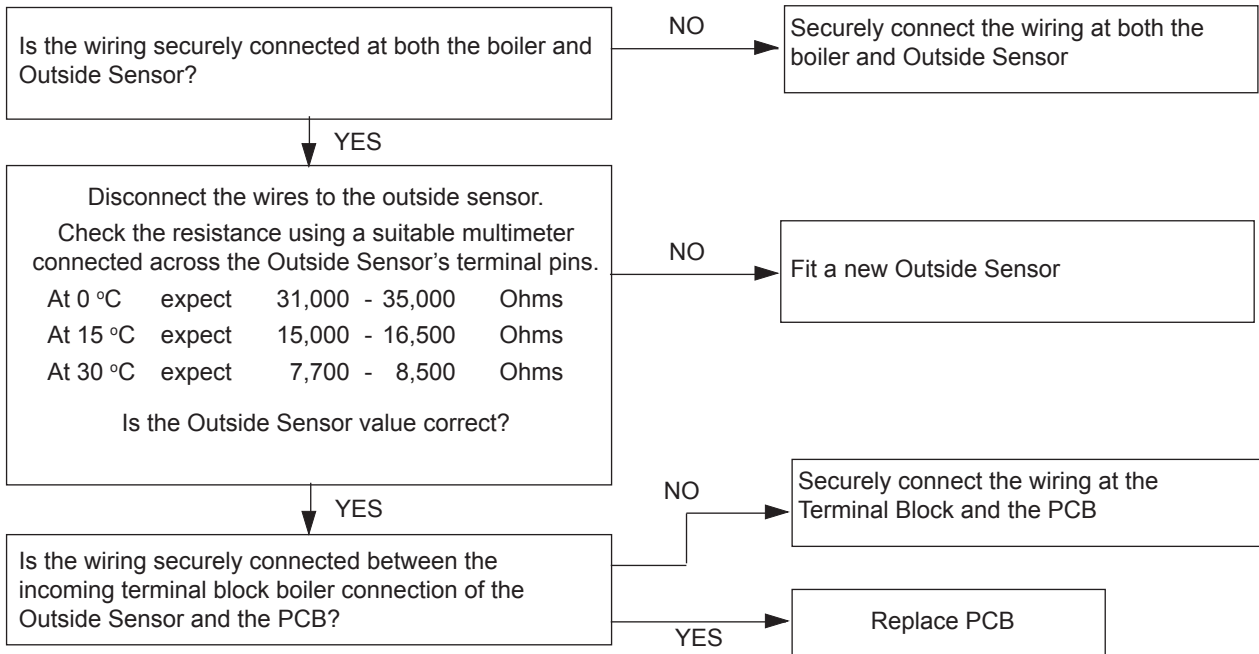 Is the wiring securely connected at both the boiler and
Outside Sensor?
NO
Securely connect the wiring at both the
boiler and Outside Sensor
YES
Disconnect the wires to the outside sensor.
Check the resistance using a suitable multimeter
connected across the Outside Sensor’s terminal pins.
At 0 °C expect 31,000 - 35,000 Ohms
At 15 °C expect 15,000 - 16,500 Ohms
At 30 °C expect 7,700 - 8,500 Ohms
Is the Outside Sensor value correct?
NO
Fit a new Outside Sensor
YES
Is the wiring securely connected between the
incoming terminal block boiler connection of the
Outside Sensor and the PCB?
NO
Securely connect the wiring at the
Terminal Block and the PCB
YES
Replace PCB